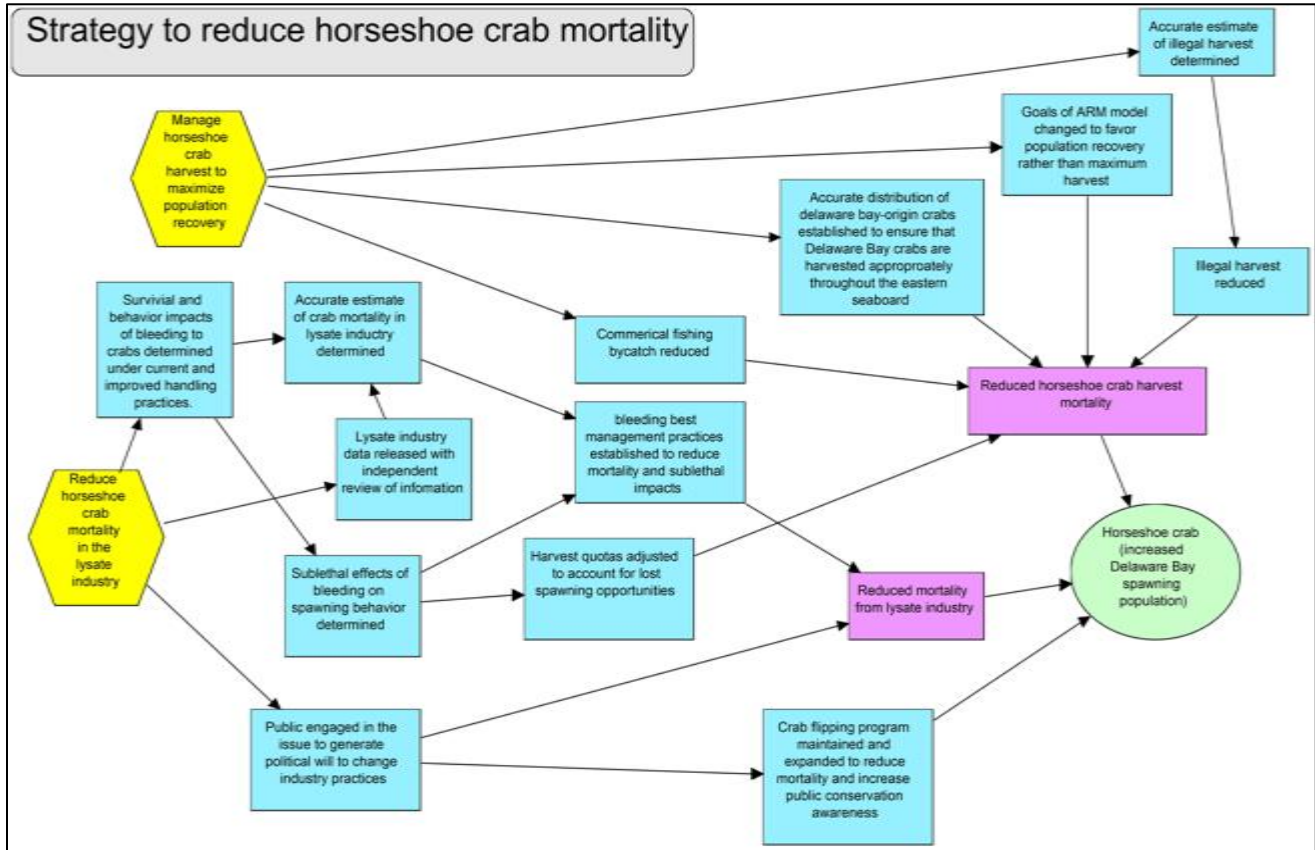 Strategy to reduce horseshoe crab mortality
Accurate estimate
of illegal harvest
determined
Manage
horseshoe
crab
harvest to
maximize
population
recovery
Goals of ARM model
changed to favor
population recovery
rather than maximum
harvest
Accurate distribution of
delaware bay-origin crabs
established to ensure that
Delaware Bay crabs are
harvested approproately
throughout the eastern
seaboard
Illegal harvest
reduced
Survivial and
behavior impacts
of bleeding to
crabs determined
under current and
improved handling
practices.
Accurate estimate
of crab mortality in
lysate industry
determined
Commerical fishing
bycatch reduced
Reduced horseshoe crab harvest
mortality
Lysate industry
data released with
independent
review of infomation
bleeding best
management practices
established to reduce
mortality and sublethal
impacts
Reduce
horseshoe
crab
mortality
in the
lysate
industry
Horseshoe crab
(increased
Delaware Bay
spawning
population)
Sublethal effects of
bleeding on
spawning behavior
determined
Harvest quotas adjusted
to account for lost
spawning opportunities
Reduced mortality
from lysate industry
Public engaged in the
issue to generate
political will to change
industry practices
Crab flipping program
maintained and
expanded to reduce
mortality and increase
public conservation
awareness